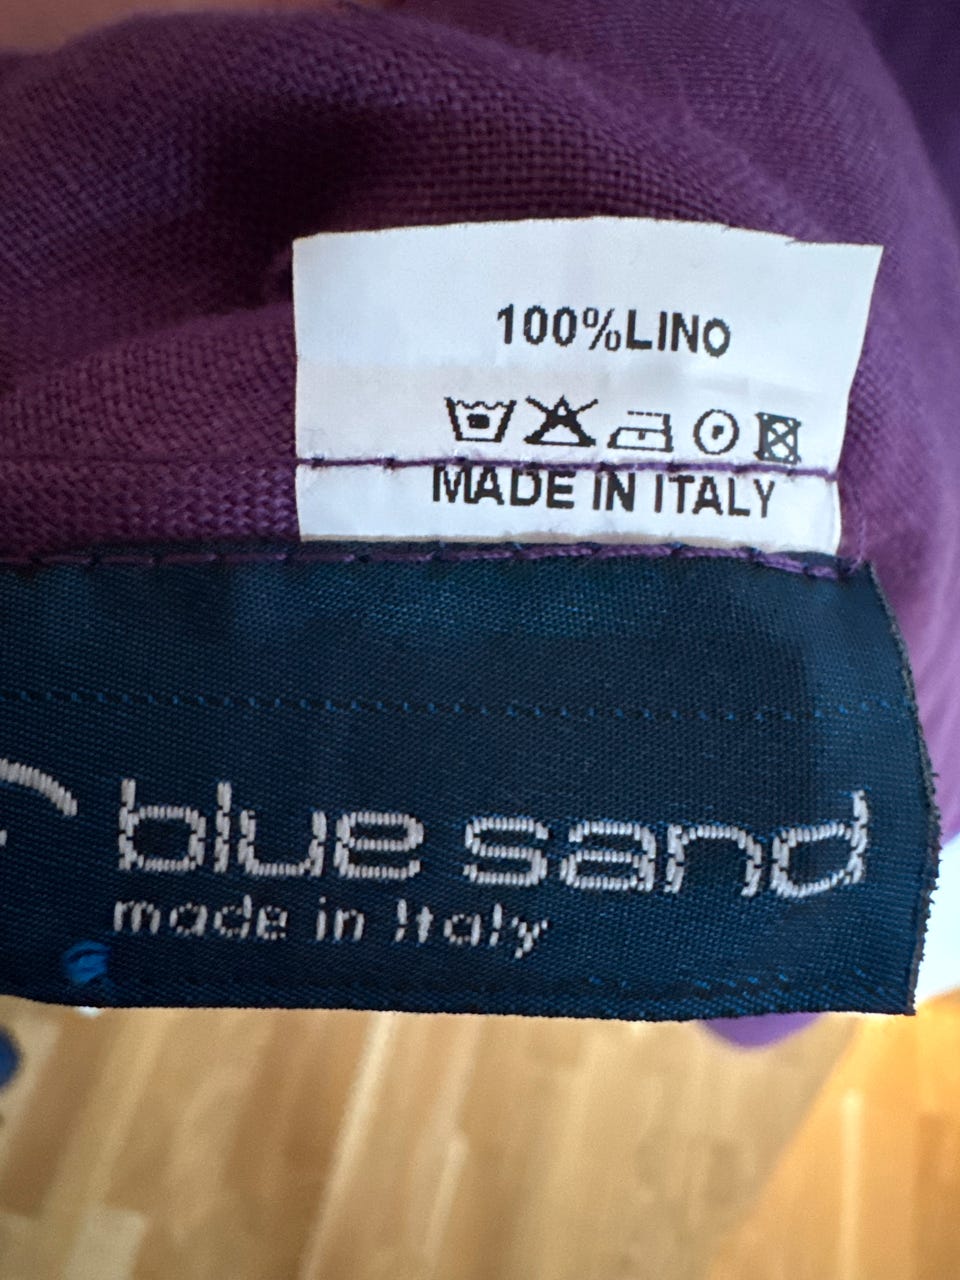 100%LINO
MADE IN ITALY
blue sand
made in Italy